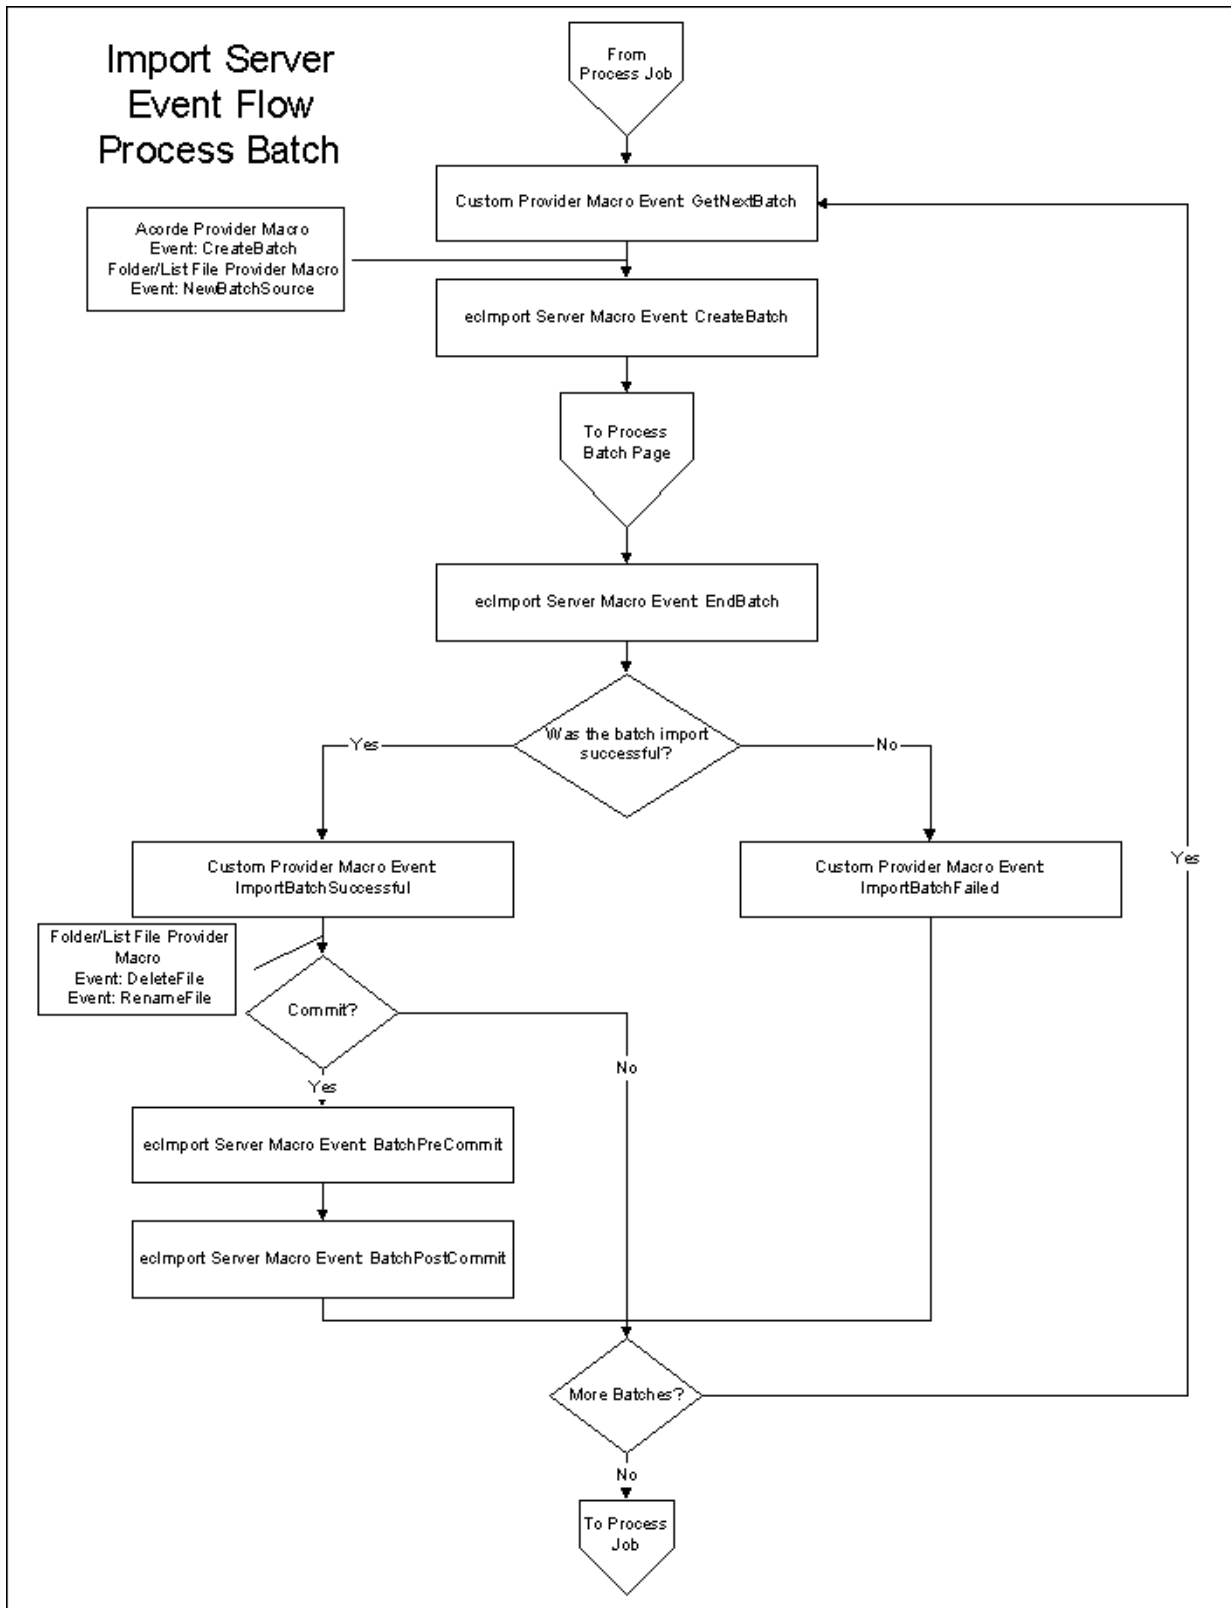 Import Server
Event Flow
Process Batch
From
Process Job
Custom Provider Macro Event: GetNextBatch
Acorde Provider Macro
Event: CreateBatch
Folder/List File Provider Macro
Event: NewBatchSource
ecImport Server Macro Event: CreateBatch
To Process
Batch Page
ecImport Server Macro Event: EndBatch
Was the batch import
successful?
Yes
No
Custom Provider Macro Event:
ImportBatchSuccessful
Custom Provider Macro Event:
ImportBatchFailed
Yes
Folder/List File Provider
Macro
Event: DeleteFile
Event: RenameFile
Commit?
No
Yes
ecImport Server Macro Event: BatchPreCommit
ecImport Server Macro Event: BatchPostCommit
More Batches?
No
To Process
Job